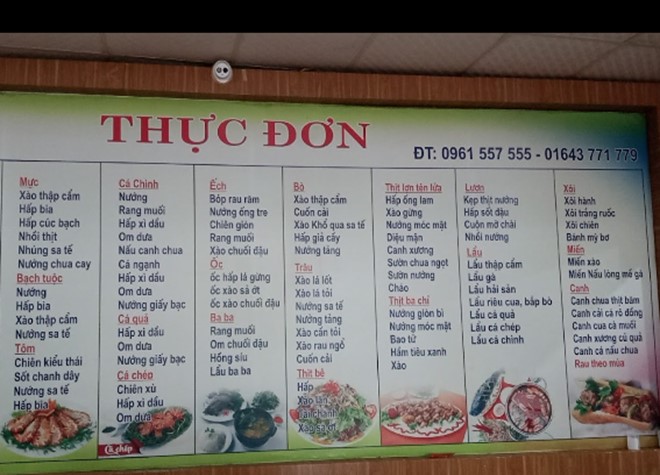 THỰC ĐƠN
ĐT: 0961 557 555 - 01643 771 779
Mực
Xào thập cẩm
Hấp bia
Hấp cúc bạch
Nhồi thịt
Nhúng sa tế
Nướng chua cay
Bạch tuộc
Nướng
Hấp bia
Xào thập cẩm
Nướng sa tế
Tôm
Chiên kiểu thái
Sốt chanh dây
Nướng sa tế
Hấp bia
Cá Chình
Nướng
Rang muối
Hấp xì dầu
Om dưa
Nấu canh chua
Cá ngạnh
Hấp xì dầu
Om dưa
Nướng giấy bạc
Cá quả
Hấp xì dầu
Om dưa
Nướng giấy bạc
Cá chép
Chiên xù
Hấp xì dầu
Om dưa
Cá chép
Ếch
Bóp rau răm
Nướng ống tre
Chiên giòn
Rang muối
Xào chuối đậu
Ốc
ốc hấp lá gừng
ốc xào sả ớt
ốc xào chuối đậu
Ba ba
Rang muối
Om chuối đậu
Hồng síu
Lẩu ba ba
Bò
Xào thập cẩm
Cuốn cải
Xào Khổ qua sa tế
Hấp giả cầy
Nướng tảng
Trâu
Xào lá lốt
Xào lá tỏi
Nướng sa tế
Nướng tảng
Xào cần tỏi
Xào rau ngổ
Cuốn cải
Thịt bê
Hấp
Xào lăn
Tái chanh
Xào sả ớt
Thịt lợn tên lửa
Hấp ống lam
Xào gừng
Nướng móc mật
Diệu mận
Canh xương
Sườn chua ngọt
Sườn nướng
Cháo
Thịt ba chỉ
Nướng giòn bì
Nướng móc mật
Bao tử
Hầm tiêu xanh
Xào
Lươn
Kẹp thịt nướng
Hấp sốt đậu
Cuộn mỡ chài
Nhồi nướng
Lẩu
Lẩu thập cẩm
Lẩu gà
Lẩu hải sản
Lẩu riêu cua, bắp bò
Lẩu cá quả
Lẩu cá chép
Lẩu cá chình
Xôi
Xôi hành
Xôi trắng ruốc
Xôi chiên
Bánh mỳ bơ
Miến
Miến xào
Miến Nấu lòng mề gà
Canh
Canh chua thịt băm
Canh cải cá rô đồng
Canh cua cà muối
Canh xương củ quả
Canh cá nấu chua
Rau theo mùa